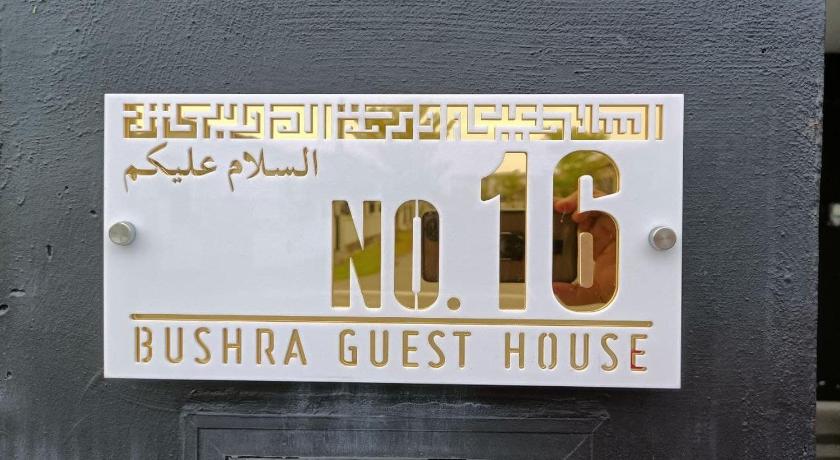 السلام عليكم ورحمة الله وبركاته
السلام عليكم
NO. 16
BUSHRA GUEST HOUSE